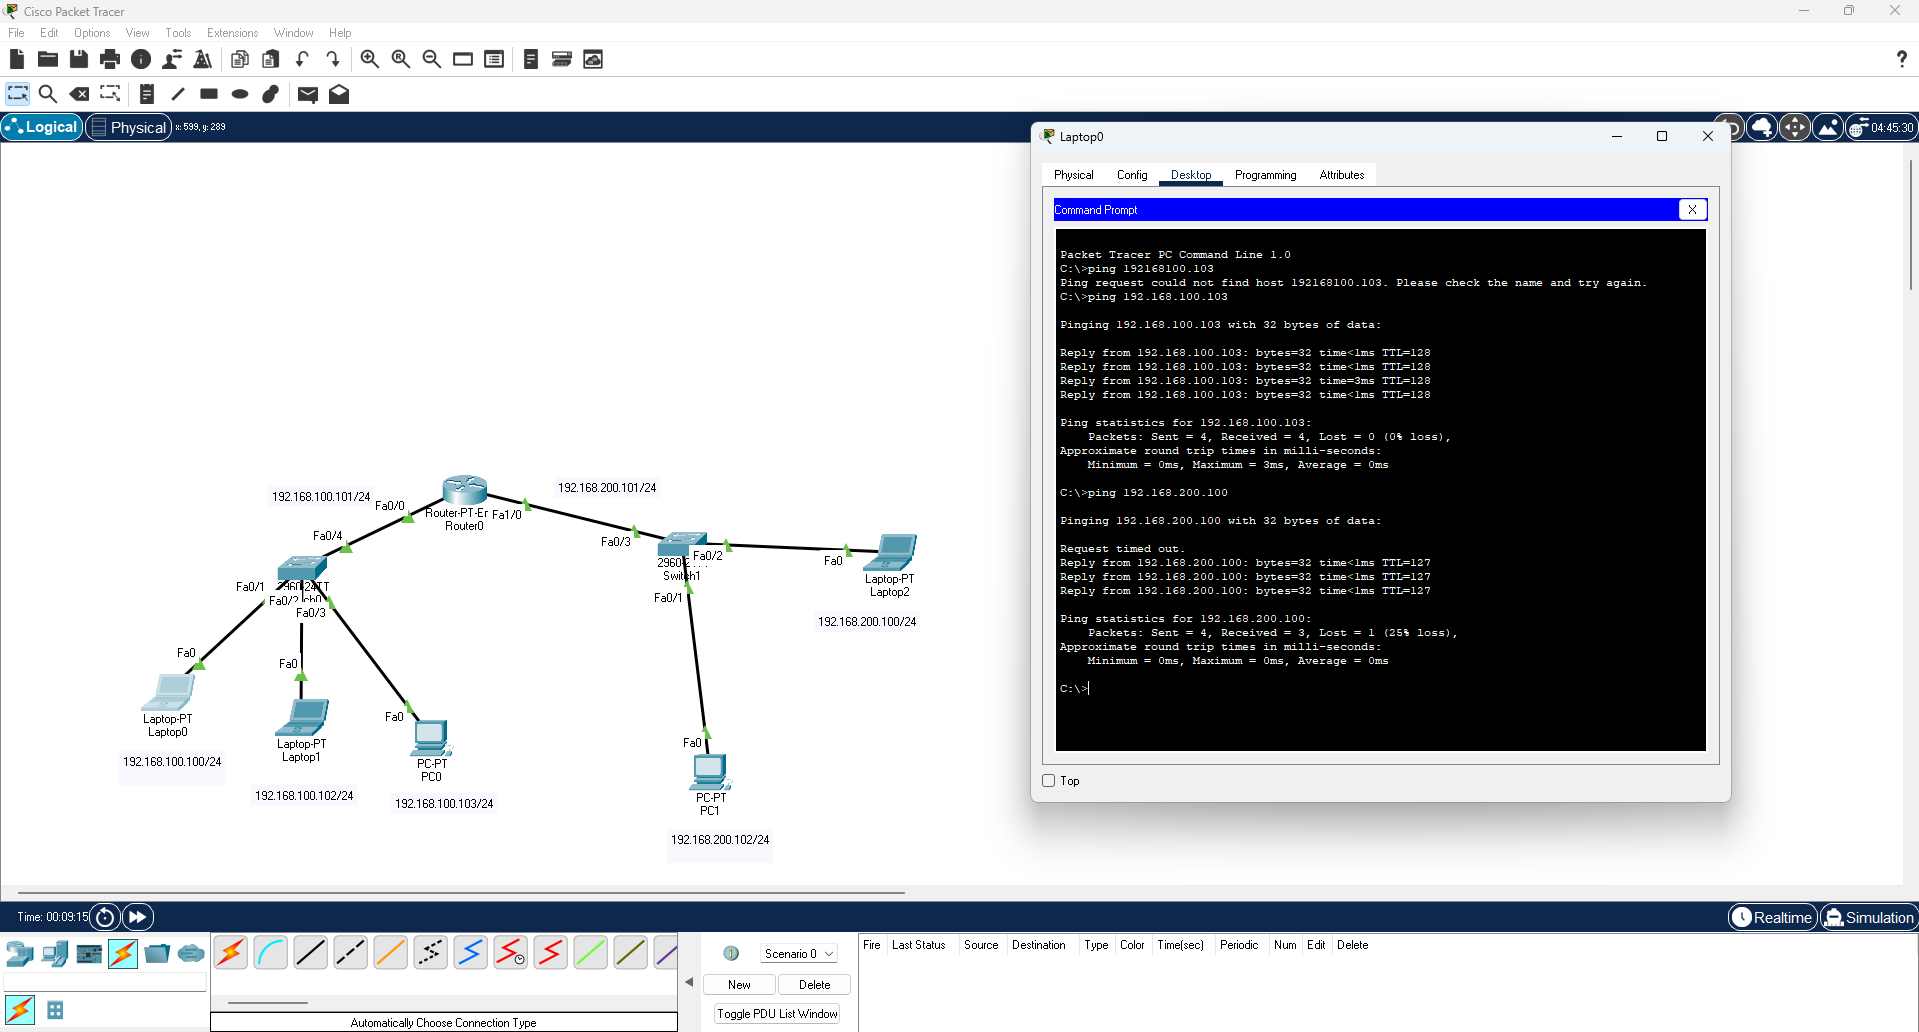 Cisco Packet Tracer
File Edit Options View Tools Extensions Window Help
Logical Physical x: 599, y: 289
04:45:30
Laptop0
Physical Config Desktop Programming Attributes
Command Prompt X
Packet Tracer PC Command Line 1.0
C:\>ping 192168100.103
Ping request could not find host 192168100.103. Please check the name and try again.
C:\>ping 192.168.100.103
Pinging 192.168.100.103 with 32 bytes of data:
Reply from 192.168.100.103: bytes=32 time<1ms TTL=128
Reply from 192.168.100.103: bytes=32 time<1ms TTL=128
Reply from 192.168.100.103: bytes=32 time=3ms TTL=128
Reply from 192.168.100.103: bytes=32 time<1ms TTL=128
Ping statistics for 192.168.100.103:
Packets: Sent = 4, Received = 4, Lost = 0 (0% loss),
Approximate round trip times in milli-seconds:
Minimum = 0ms, Maximum = 3ms, Average = 0ms
C:\>ping 192.168.200.100
Pinging 192.168.200.100 with 32 bytes of data:
Request timed out.
Reply from 192.168.200.100: bytes=32 time<1ms TTL=127
Reply from 192.168.200.100: bytes=32 time<1ms TTL=127
Reply from 192.168.200.100: bytes=32 time<1ms TTL=127
Ping statistics for 192.168.200.100:
Packets: Sent = 4, Received = 3, Lost = 1 (25% loss),
Approximate round trip times in milli-seconds:
Minimum = 0ms, Maximum = 0ms, Average = 0ms
C:\>
Top
192.168.100.101/24
192.168.200.101/24
Fa0/0
Router-PT-Er
Router0
Fa1/0
Fa0/4
Fa0/3
Fa0/2
Switch1
Fa0
Laptop-PT
Laptop2
192.168.200.100/24
Fa0/1
Fa0/1
Fa0/2
Fa0/3
Fa0
Laptop-PT
Laptop0
192.168.100.100/24
Fa0
Laptop-PT
Laptop1
192.168.100.102/24
Fa0
PC-PT
PC0
192.168.100.103/24
Fa0
PC-PT
PC1
192.168.200.102/24
Time: 00:09:15
Realtime Simulation
Scenario 0
New Delete
Toggle PDU List Window
Fire Last Status Source Destination Type Color Time(sec) Periodic Num Edit Delete
Automatically Choose Connection Type